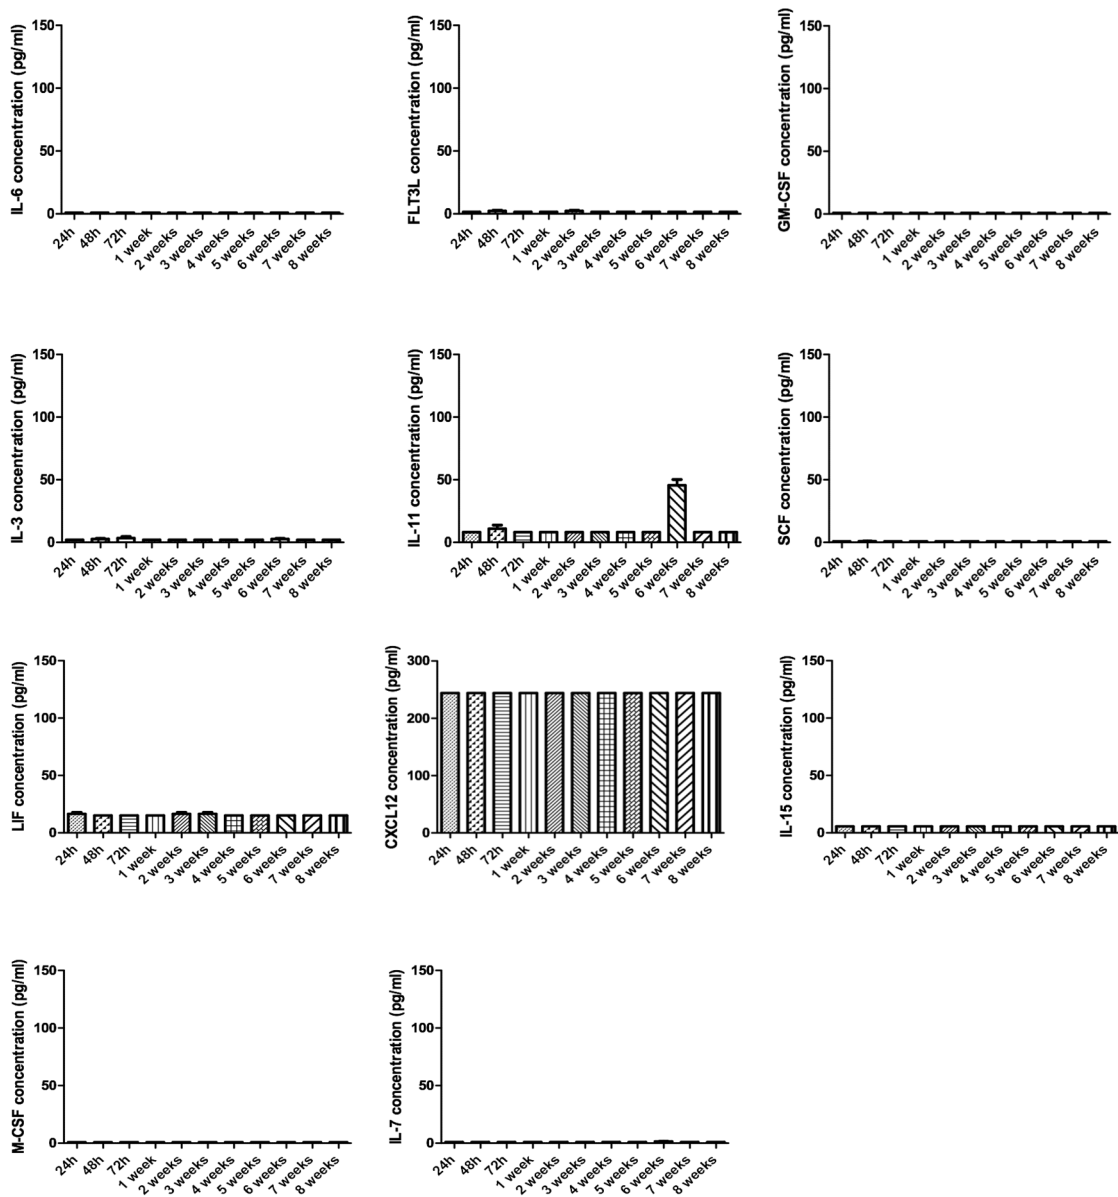 IL-6 concentration (pg/ml)
150
100
50
0
24h
48h
72h
1 week
2 weeks
3 weeks
4 weeks
5 weeks
6 weeks
7 weeks
8 weeks
FLT3L concentration (pg/ml)
150
100
50
0
24h
48h
72h
1 week
2 weeks
3 weeks
4 weeks
5 weeks
6 weeks
7 weeks
8 weeks
GM-CSF concentration (pg/ml)
150
100
50
0
24h
48h
72h
1 week
2 weeks
3 weeks
4 weeks
5 weeks
6 weeks
7 weeks
8 weeks
IL-3 concentration (pg/ml)
150
100
50
0
24h
48h
72h
1 week
2 weeks
3 weeks
4 weeks
5 weeks
6 weeks
7 weeks
8 weeks
IL-11 concentration (pg/ml)
150
100
50
0
24h
48h
72h
1 week
2 weeks
3 weeks
4 weeks
5 weeks
6 weeks
7 weeks
8 weeks
SCF concentration (pg/ml)
150
100
50
0
24h
48h
72h
1 week
2 weeks
3 weeks
4 weeks
5 weeks
6 weeks
7 weeks
8 weeks
LIF concentration (pg/ml)
150
100
50
0
24h
48h
72h
1 week
2 weeks
3 weeks
4 weeks
5 weeks
6 weeks
7 weeks
8 weeks
CXCL12 concentration (pg/ml)
300
200
100
0
24h
48h
72h
1 week
2 weeks
3 weeks
4 weeks
5 weeks
6 weeks
7 weeks
8 weeks
IL-15 concentration (pg/ml)
150
100
50
0
24h
48h
72h
1 week
2 weeks
3 weeks
4 weeks
5 weeks
6 weeks
7 weeks
8 weeks
M-CSF concentration (pg/ml)
150
100
50
0
24h
48h
72h
1 week
2 weeks
3 weeks
4 weeks
5 weeks
6 weeks
7 weeks
8 weeks
IL-7 concentration (pg/ml)
150
100
50
0
24h
48h
72h
1 week
2 weeks
3 weeks
4 weeks
5 weeks
6 weeks
7 weeks
8 weeks